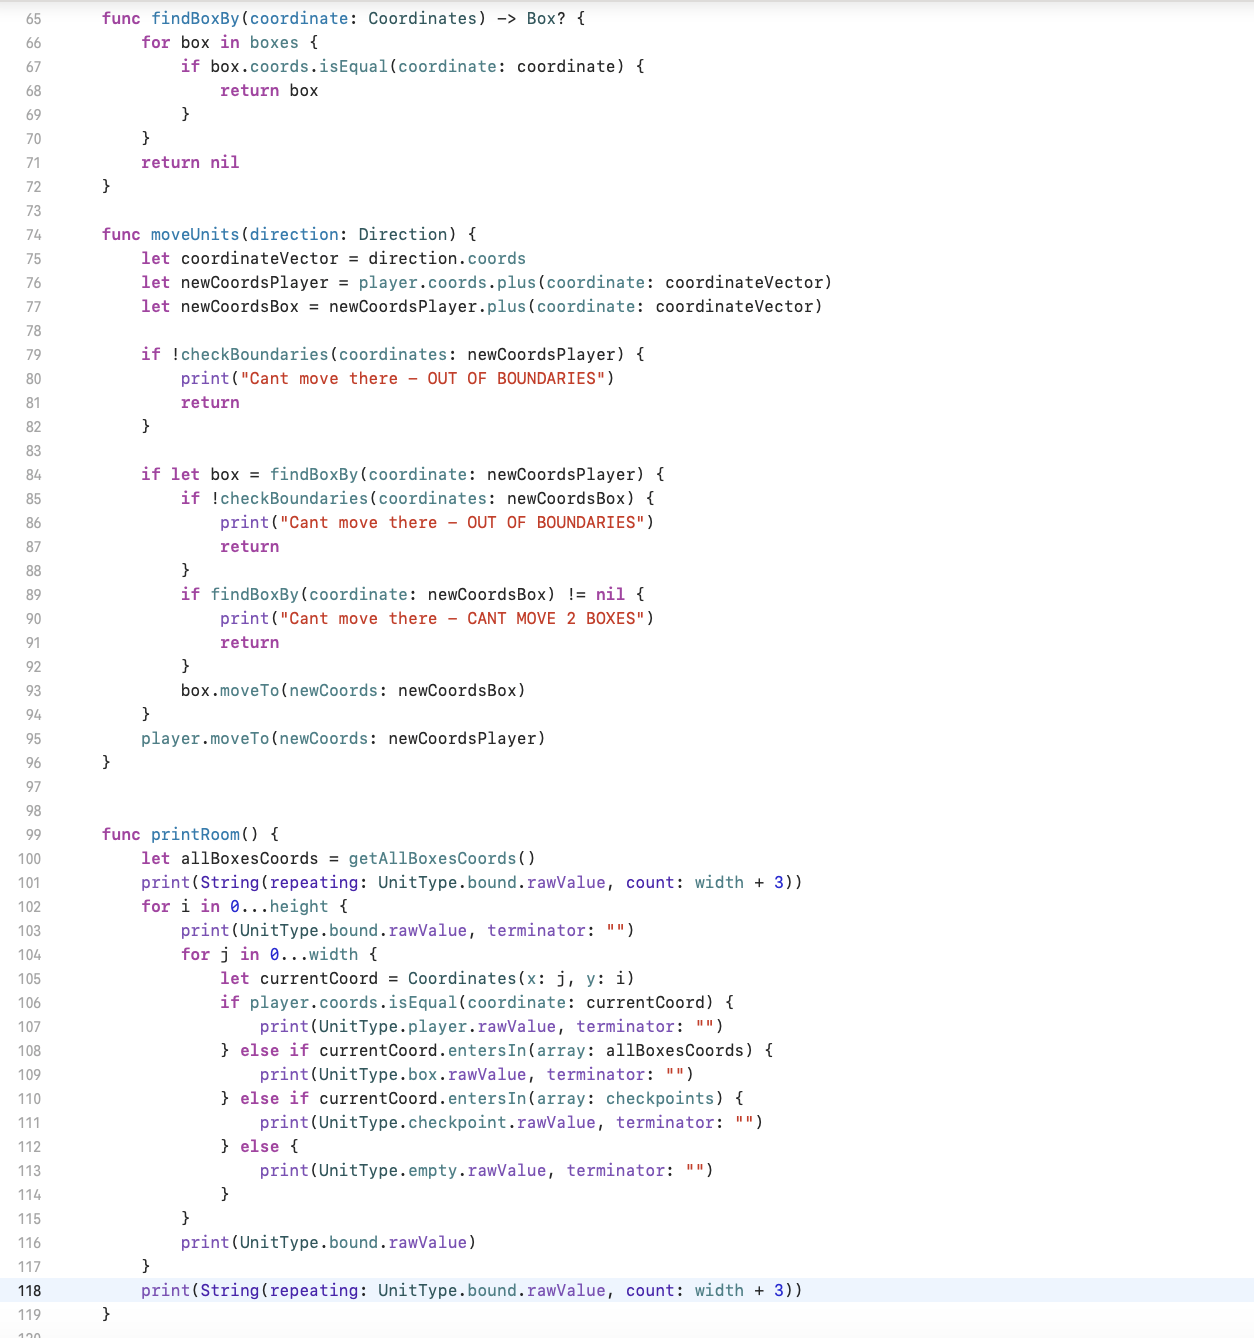 65 func findBoxBy(coordinate: Coordinates) -> Box? {
66 for box in boxes {
67 if box.coords.isEqual(coordinate: coordinate) {
68 return box
69 }
70 }
71 return nil
72 }
73
74 func moveUnits(direction: Direction) {
75 let coordinateVector = direction.coords
76 let newCoordsPlayer = player.coords.plus(coordinate: coordinateVector)
77 let newCoordsBox = newCoordsPlayer.plus(coordinate: coordinateVector)
78
79 if !checkBoundaries(coordinates: newCoordsPlayer) {
80 print("Cant move there – OUT OF BOUNDARIES")
81 return
82 }
83
84 if let box = findBoxBy(coordinate: newCoordsPlayer) {
85 if !checkBoundaries(coordinates: newCoordsBox) {
86 print("Cant move there – OUT OF BOUNDARIES")
87 return
88 }
89 if findBoxBy(coordinate: newCoordsBox) != nil {
90 print("Cant move there – CANT MOVE 2 BOXES")
91 return
92 }
93 box.moveTo(newCoords: newCoordsBox)
94 }
95 player.moveTo(newCoords: newCoordsPlayer)
96 }
97
98
99 func printRoom() {
100 let allBoxesCoords = getAllBoxesCoords()
101 print(String(repeating: UnitType.bound.rawValue, count: width + 3))
102 for i in 0...height {
103 print(UnitType.bound.rawValue, terminator: "")
104 for j in 0...width {
105 let currentCoord = Coordinates(x: j, y: i)
106 if player.coords.isEqual(coordinate: currentCoord) {
107 print(UnitType.player.rawValue, terminator: "")
108 } else if currentCoord.entersIn(array: allBoxesCoords) {
109 print(UnitType.box.rawValue, terminator: "")
110 } else if currentCoord.entersIn(array: checkpoints) {
111 print(UnitType.checkpoint.rawValue, terminator: "")
112 } else {
113 print(UnitType.empty.rawValue, terminator: "")
114 }
115 }
116 print(UnitType.bound.rawValue)
117 }
118 print(String(repeating: UnitType.bound.rawValue, count: width + 3))
119 }